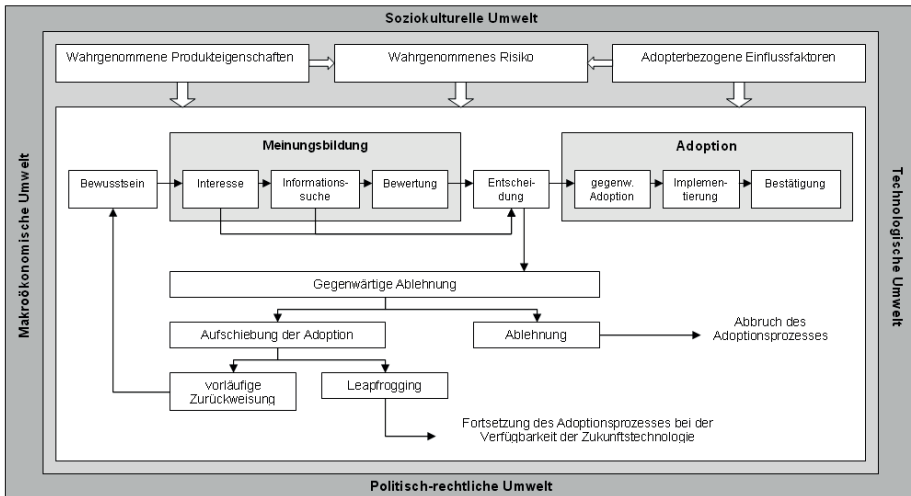 Soziokulturelle Umwelt
Wahrgenommene Produkteigenschaften
Wahrgenommenes Risiko
Adopterbezogene Einflussfaktoren
Makroökonomische Umwelt
Technologische Umwelt
Meinungsbildung
Adoption
Bewusstsein
Interesse
Informations-
suche
Bewertung
Entschei-
dung
gegenw.
Adoption
Implemen-
tierung
Bestätigung
Gegenwärtige Ablehnung
Aufschiebung der Adoption
Ablehnung
Abbruch des
Adoptionsprozesses
vorläufige
Zurückweisung
Leapfrogging
Fortsetzung des Adoptionsprozesses bei der
Verfügbarkeit der Zukunftstechnologie
Politisch-rechtliche Umwelt